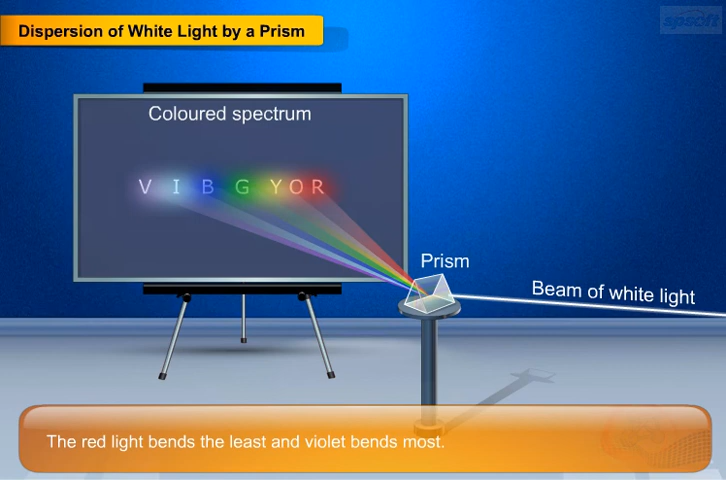 Dispersion of White Light by a Prism
spsoft
Coloured spectrum
V I B G Y O R
Prism
Beam of white light
The red light bends the least and violet bends most.